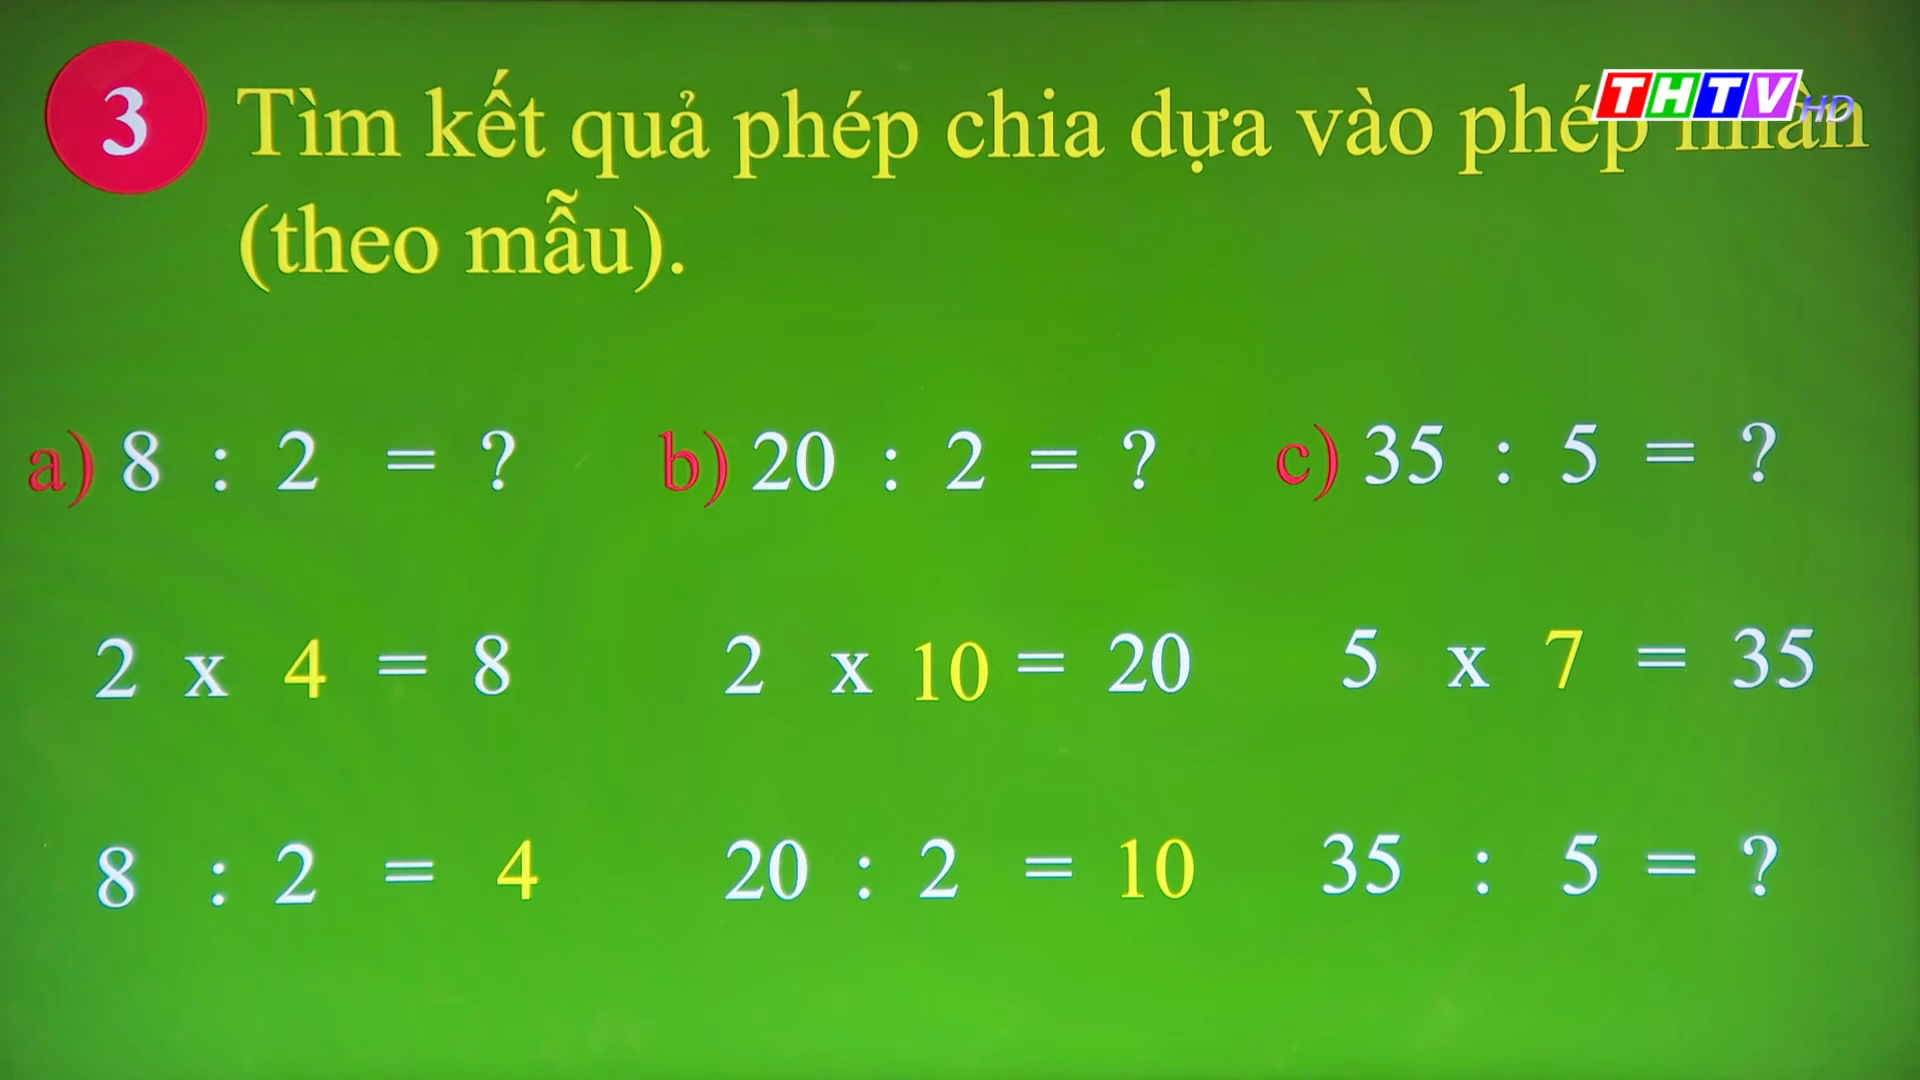 3 Tìm kết quả phép chia dựa vào phép nhân
THTV HD
(theo mẫu).
a) 8 : 2 = ? b) 20 : 2 = ? c) 35 : 5 = ?
2 x 4 = 8 2 x 10 = 20 5 x 7 = 35
8 : 2 = 4 20 : 2 = 10 35 : 5 = ?